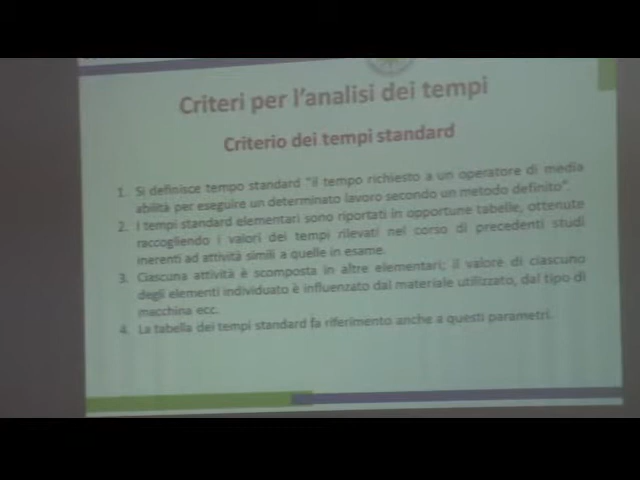 Criteri per l'analisi dei tempi
Criterio dei tempi standard
1. Si definisce tempo standard "il tempo richiesto a un operatore di media
abilità per eseguire un determinato lavoro secondo un metodo definito".
2. I tempi standard elementari sono riportati in opportune tabelle, ottenute
raccogliendo i valori dei tempi rilevati nel corso di precedenti studi
inerenti ad attività simili a quelle in esame.
3. Ciascuna attività è scomposta in altre elementari; il valore di ciascuno
degli elementi individuato è influenzato dal materiale utilizzato, dal tipo di
macchina ecc.
4. La tabella dei tempi standard fa riferimento anche a questi parametri.